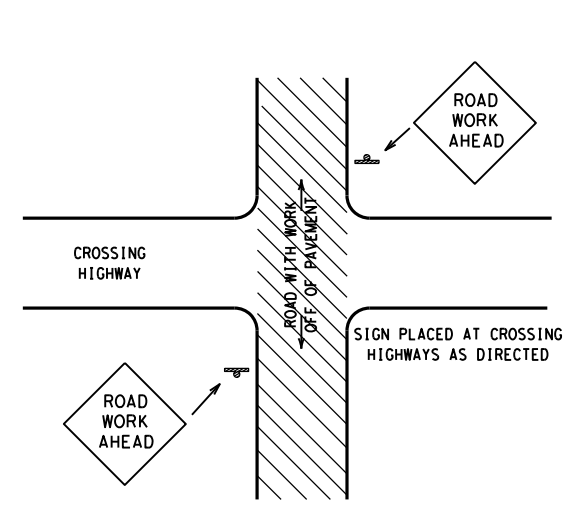 ROAD
WORK
AHEAD
CROSSING
HIGHWAY
ROAD WITH WORK
OFF OF PAVEMENT
SIGN PLACED AT CROSSING
HIGHWAYS AS DIRECTED
ROAD
WORK
AHEAD